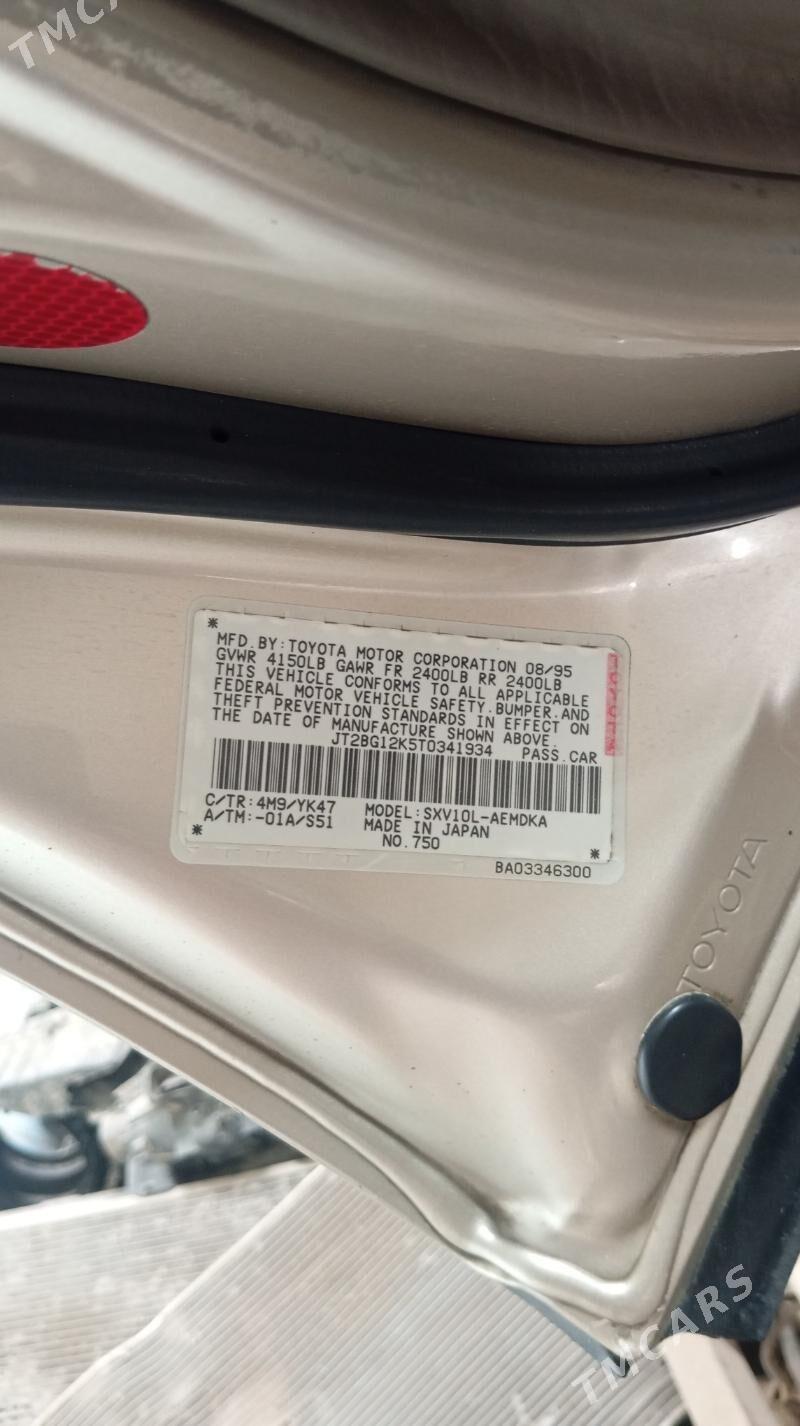 TMCARS
*
MFD.BY:TOYOTA MOTOR CORPORATION 08/95
GVWR 4150LB GAWR FR 2400LB RR 2400LB
THIS VEHICLE CONFORMS TO ALL APPLICABLE
FEDERAL MOTOR VEHICLE SAFETY.BUMPER.AND
THEFT PREVENTION STANDARDS IN EFFECT ON
THE DATE OF MANUFACTURE SHOWN ABOVE.
JT2BG12K5T0341934 PASS.CAR
C/TR:4M9/YK47 MODEL:SXV10L-AEMDKA
A/TM:-01A/S51 MADE IN JAPAN
* NO.750 *
BA03346300
TOYOTA
TMCARS